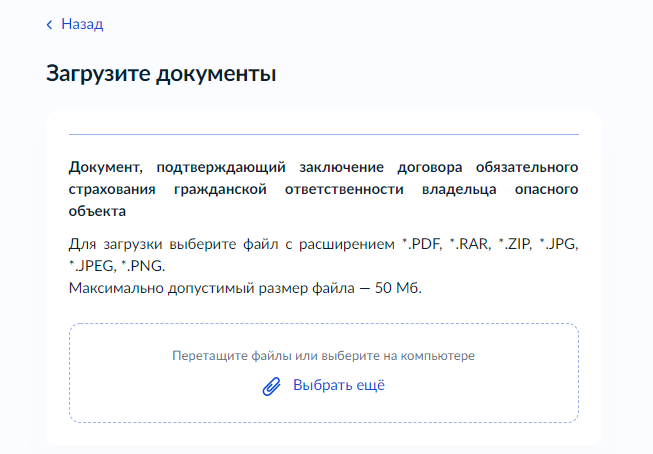 Назад
Загрузите документы
Документ, подтверждающий заключение договора обязательного
страхования гражданской ответственности владельца опасного
объекта
Для загрузки выберите файл с расширением *.PDF, *.RAR, *.ZIP, *.JPG,
*.JPEG, *.PNG.
Максимально допустимый размер файла — 50 Мб.
Перетащите файлы или выберите на компьютере
Выбрать ещё